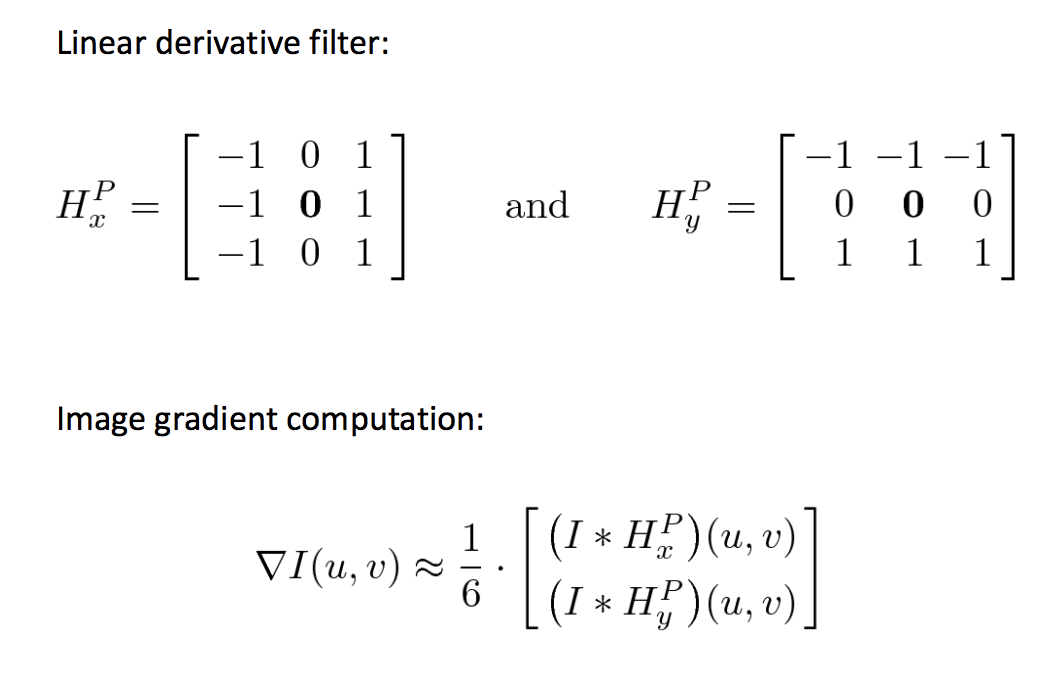 Linear derivative filter:
H_x^P = [ −1 0 1 ; −1 0 1 ; −1 0 1 ] and H_y^P = [ −1 −1 −1 ; 0 0 0 ; 1 1 1 ]
Image gradient computation:
∇I(u, v) ≈ 1/6 · [ (I ∗ H_x^P)(u, v) ; (I ∗ H_y^P)(u, v) ]